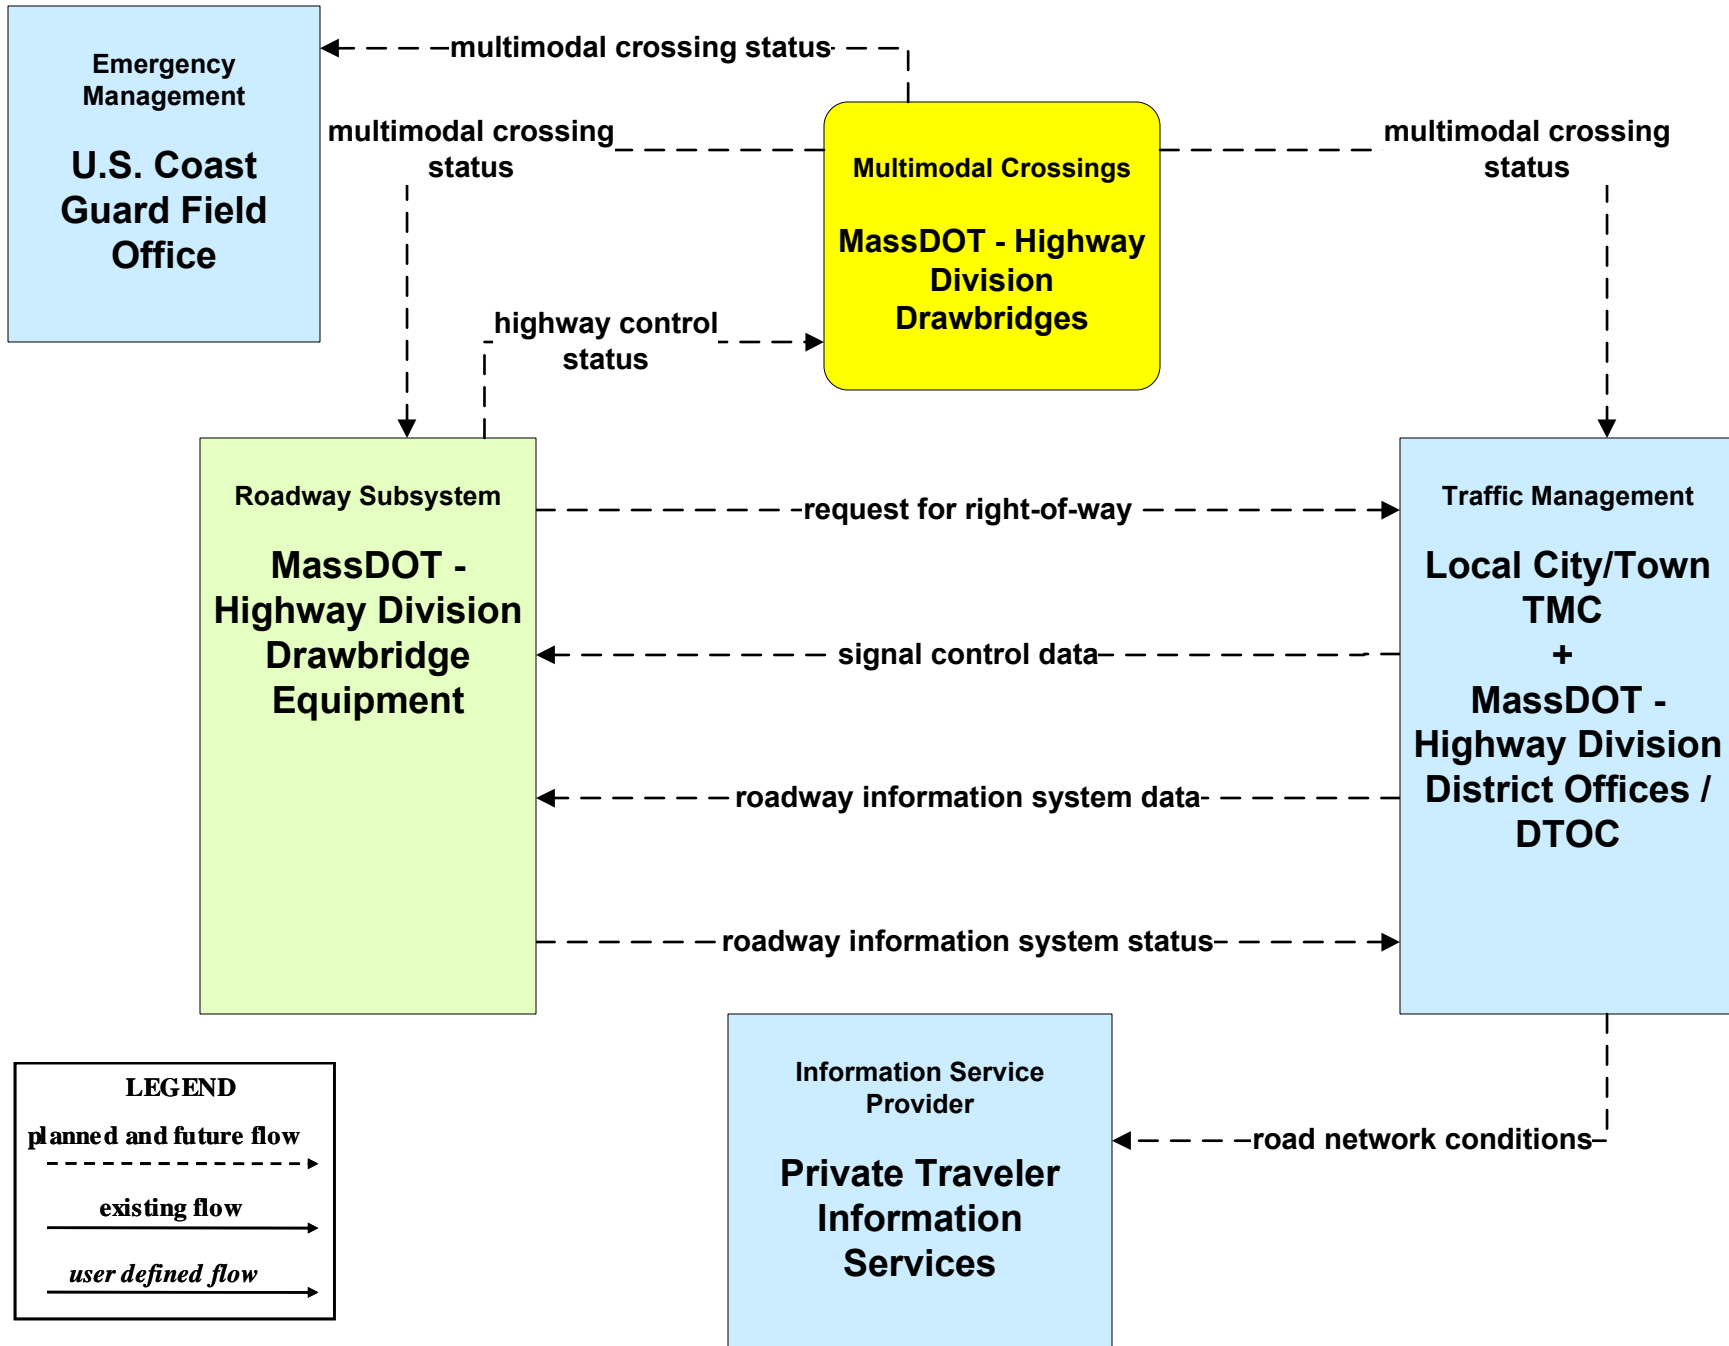 Emergency
Management
U.S. Coast
Guard Field
Office
multimodal crossing status
multimodal crossing
status
Multimodal Crossings
MassDOT - Highway
Division
Drawbridges
multimodal crossing
status
highway control
status
Roadway Subsystem
MassDOT -
Highway Division
Drawbridge
Equipment
request for right-of-way
signal control data
roadway information system data
roadway information system status
Traffic Management
Local City/Town
TMC
+
MassDOT -
Highway Division
District Offices /
DTOC
Information Service
Provider
Private Traveler
Information
Services
road network conditions
LEGEND
planned and future flow
existing flow
user defined flow